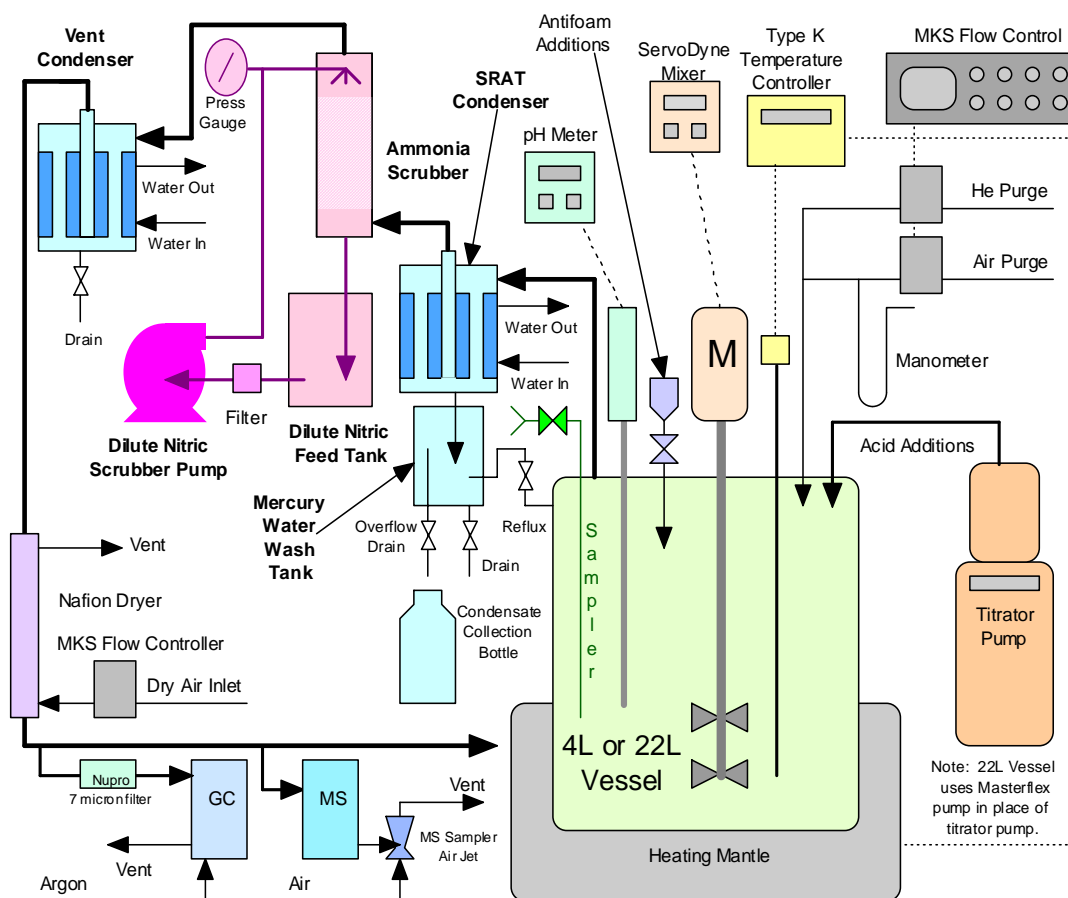 Vent
Condenser
Press
Gauge
Water Out
Water In
Drain
Antifoam
Additions
SRAT
Condenser
Ammonia
Scrubber
pH Meter
ServoDyne
Mixer
Type K
Temperature
Controller
MKS Flow Control
He Purge
Air Purge
Manometer
Water Out
Water In
Filter
Dilute Nitric
Scrubber Pump
Dilute Nitric
Feed Tank
Mercury
Water
Wash
Tank
Overflow
Drain
Drain
Reflux
Condensate
Collection
Bottle
Sampler
M
Acid Additions
Titrator
Pump
Note: 22L Vessel
uses Masterflex
pump in place of
titrator pump.
4L or 22L
Vessel
Heating Mantle
Vent
Nafion Dryer
MKS Flow Controller
Dry Air Inlet
Nupro
7 micron filter
GC
MS
Vent
MS Sampler
Air Jet
Vent
Argon
Air